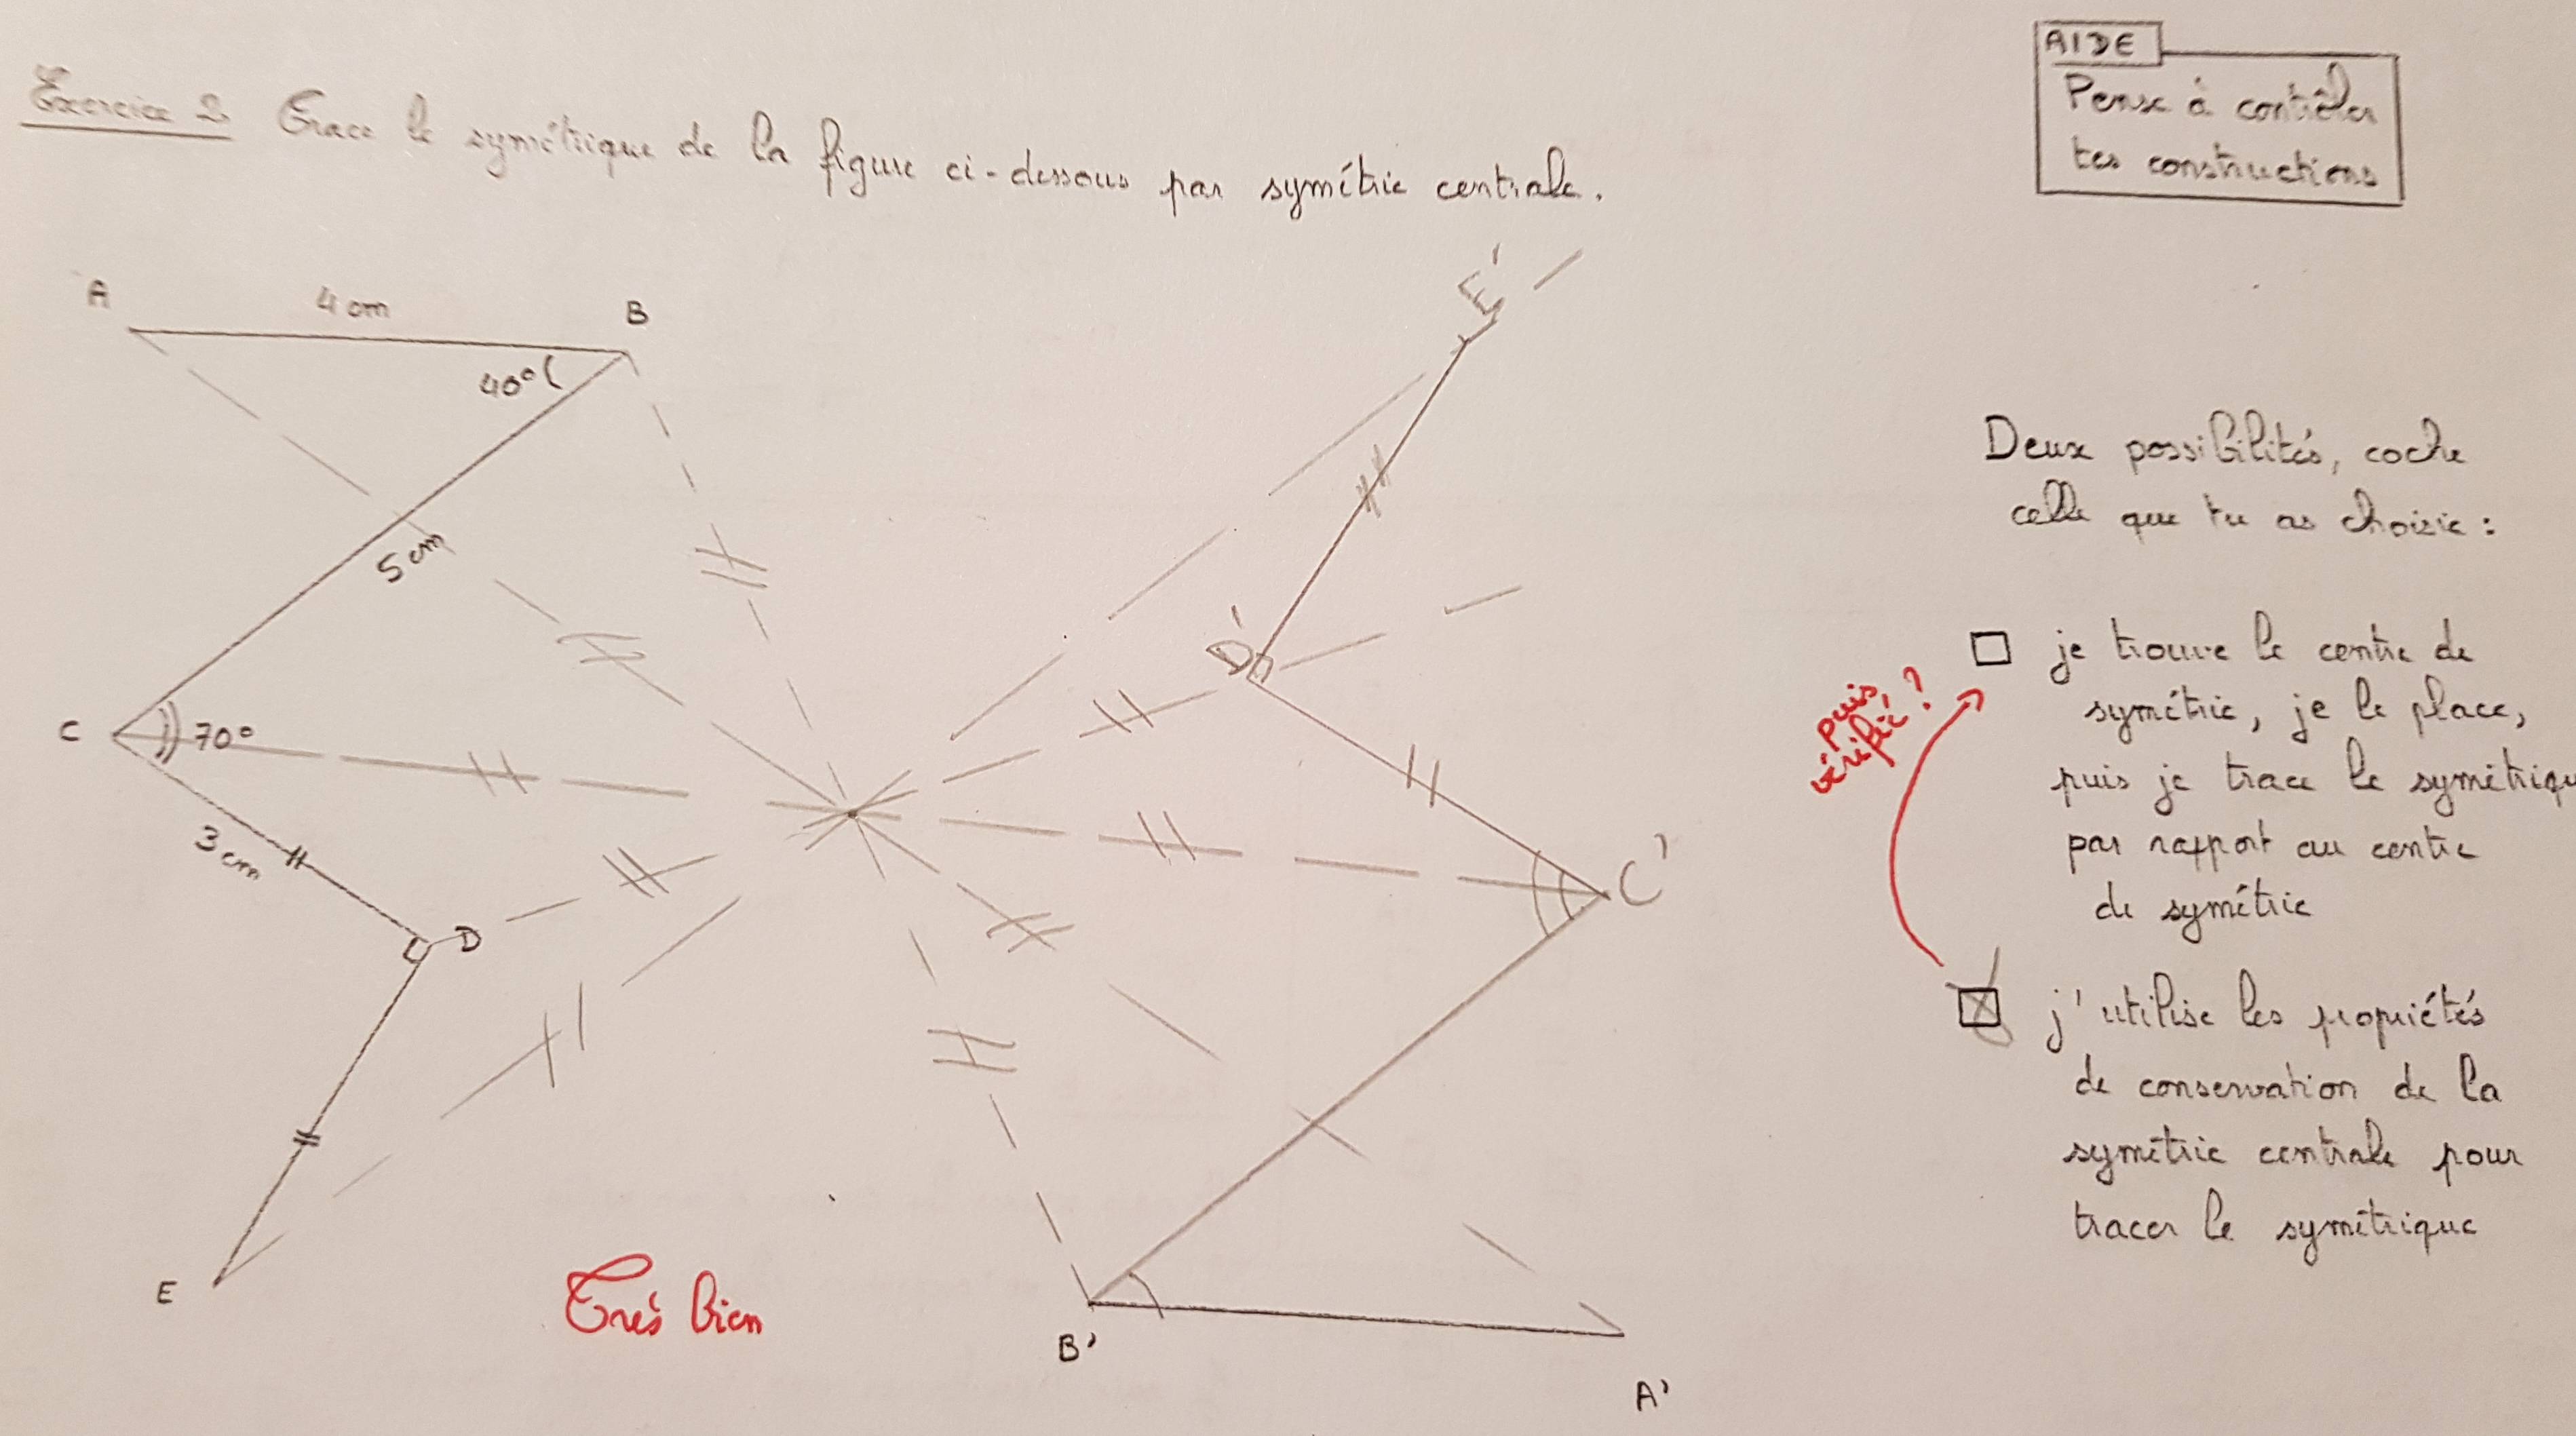 Exercice 2 Trace le symétrique de la figure ci-dessous par symétrie centrale.
AIDE
Pense à contrôler
tes constructions
A
4 cm
B
40°
5 cm
C
70°
3 cm
D
E
E'
D'
C'
B'
A'
Très bien
Deux possibilités, coche
celle que tu as choisie :
je trouve le centre de
symétrie, je le place,
puis je trace le symétriqu
par rapport au centre
de symétrie
puis
vérifié ?
j'utilise les propriétés
de conservation de la
symétrie centrale pour
tracer le symétrique